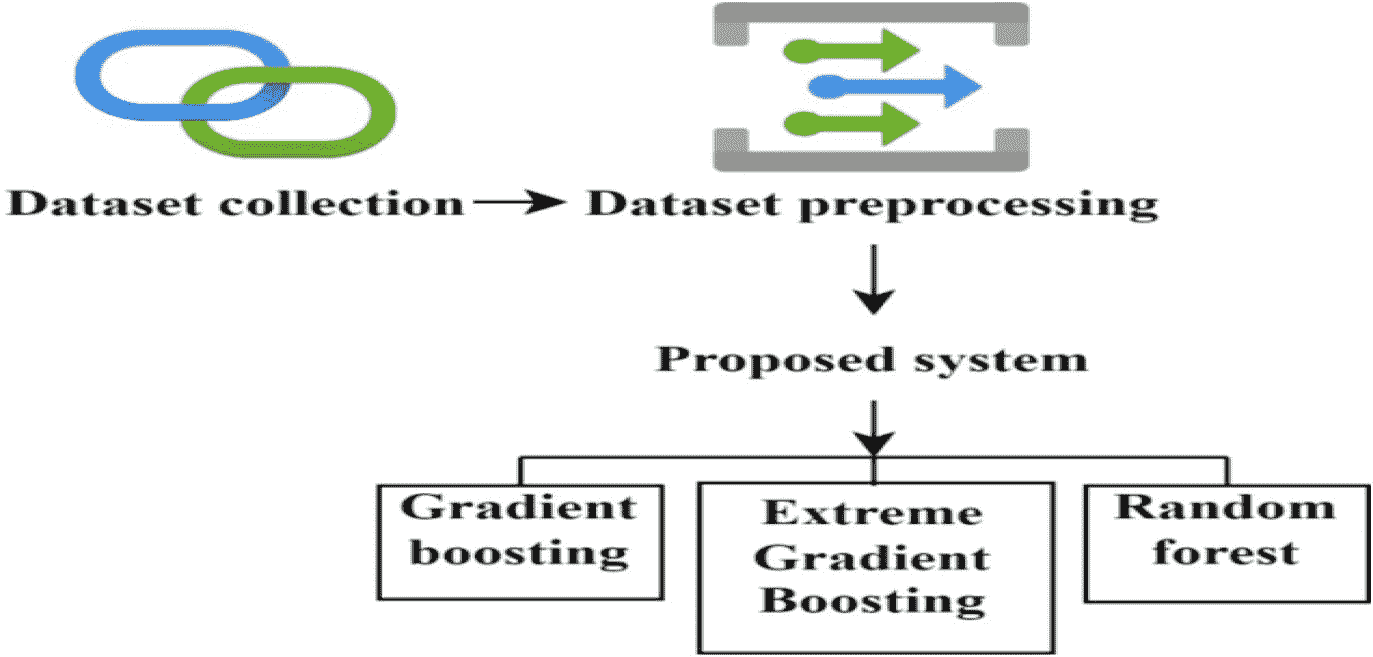 Dataset collection
Dataset preprocessing
Proposed system
Gradient
boosting
Extreme
Gradient
Boosting
Random
forest